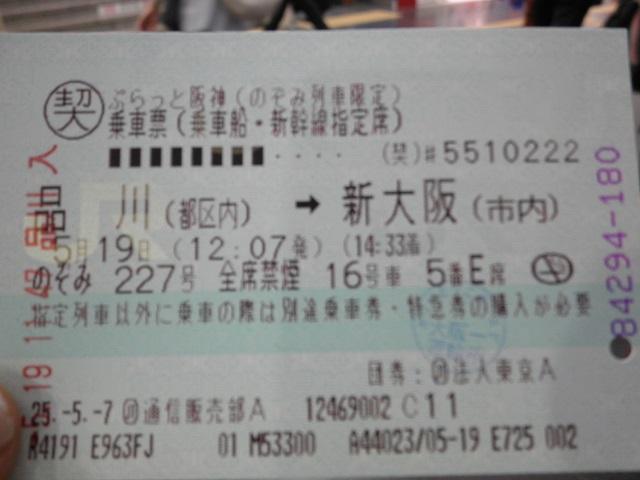 契 ぷらっと阪神(のぞみ列車限定)
乗車票(乗車船・新幹線指定席)
(契)#5510222
品 川(都区内) → 新大阪(市内)
5月19日 (12:07発) (14:33着)
のぞみ 227号 全席禁煙 16号車 5番E席
指定列車以外に乗車の際は別途乗車券・特急券の購入が必要
団券:囲法人東京A
25.-5.-7 通信販売部A 12469002 C11
R4191 E963FJ 01 M53300 A44023/05-19 E725 002
84294-180